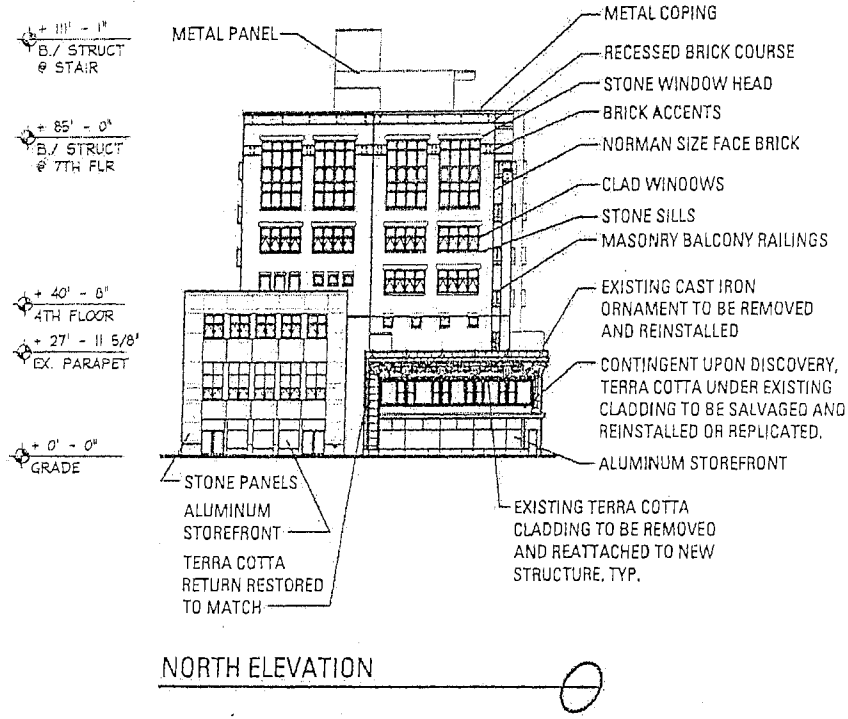 + 111' - 1"
B./ STRUCT
@ STAIR
+ 85' - 0"
B./ STRUCT
@ 7TH FLR
+ 40' - 8"
4TH FLOOR
+ 27' - 11 5/8"
EX. PARAPET
+ 0' - 0"
GRADE
METAL PANEL
METAL COPING
RECESSED BRICK COURSE
STONE WINDOW HEAD
BRICK ACCENTS
NORMAN SIZE FACE BRICK
CLAD WINDOWS
STONE SILLS
MASONRY BALCONY RAILINGS
EXISTING CAST IRON
ORNAMENT TO BE REMOVED
AND REINSTALLED
CONTINGENT UPON DISCOVERY,
TERRA COTTA UNDER EXISTING
CLADDING TO BE SALVAGED AND
REINSTALLED OR REPLICATED.
ALUMINUM STOREFRONT
STONE PANELS
ALUMINUM
STOREFRONT
TERRA COTTA
RETURN RESTORED
TO MATCH
EXISTING TERRA COTTA
CLADDING TO BE REMOVED
AND REATTACHED TO NEW
STRUCTURE, TYP.
NORTH ELEVATION